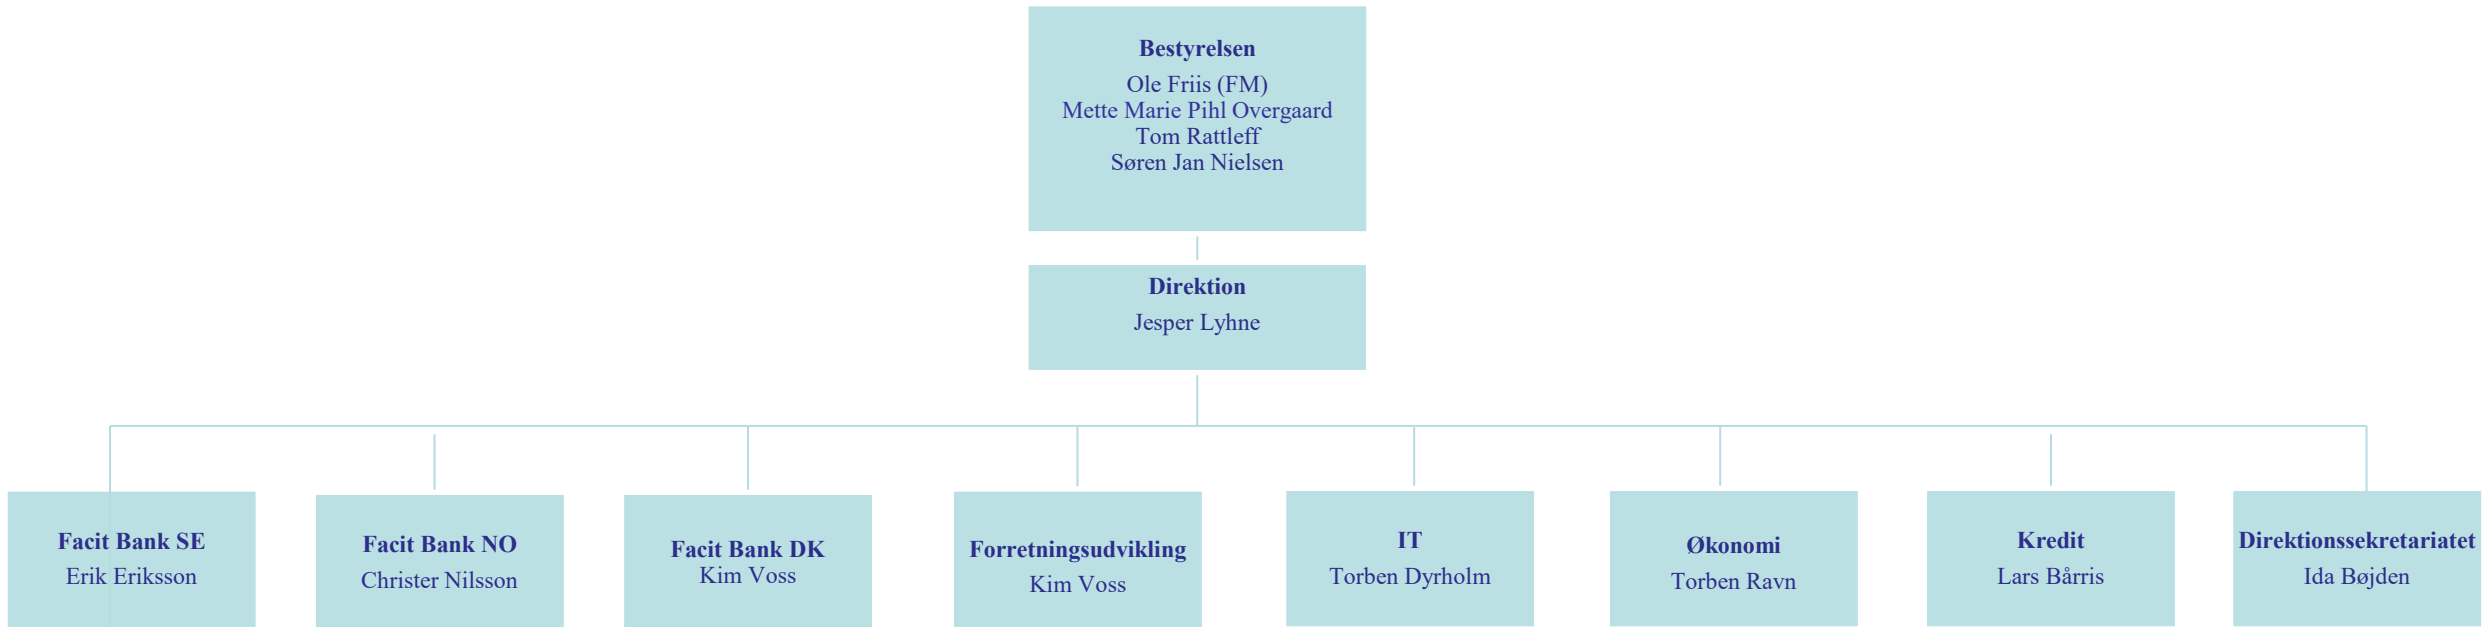 Bestyrelsen
Ole Friis (FM)
Mette Marie Pihl Overgaard
Tom Rattleff
Søren Jan Nielsen
Direktion
Jesper Lyhne
Facit Bank SE
Erik Eriksson
Facit Bank NO
Christer Nilsson
Facit Bank DK
Kim Voss
Forretningsudvikling
Kim Voss
IT
Torben Dyrholm
Økonomi
Torben Ravn
Kredit
Lars Bårris
Direktionssekretariatet
Ida Bøjden